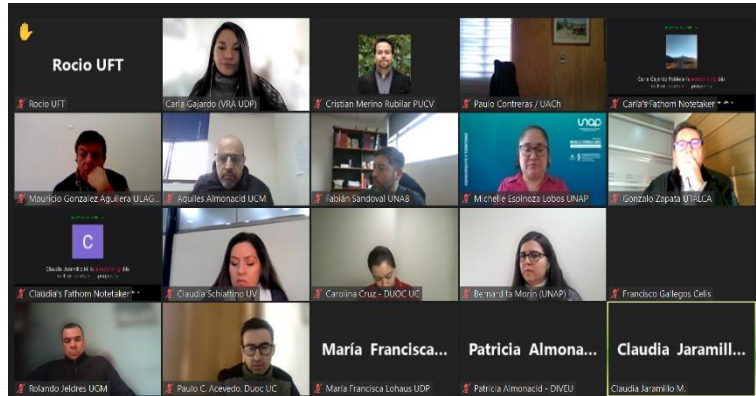 Rocio UFT
Rocio UFT
Carla Gajardo (VRA UDP)
Cristian Merino Rubilar PUCV
Paulo Contreras / UACh
Carla's Fathom Notetaker
Mauricio Gonzalez Aguilera ULAG...
Aquiles Almonacid UCM
Fabián Sandoval UNAB
unap
Michelle Espinoza Lobos UNAP
Gonzalo Zapata UTALCA
C
Claudia's Fathom Notetaker
Claudia Schiattino UV
Carolina Cruz - DUOC UC
Bernardita Morin (UNAP)
Francisco Gallegos Celis
Rolando Jeldres UGM
Paulo C. Acevedo. Duoc UC
María Francisca...
María Francisca Lohaus UDP
Patricia Almona...
Patricia Almonacid - DIVEU
Claudia Jaramill...
Claudia Jaramillo M.